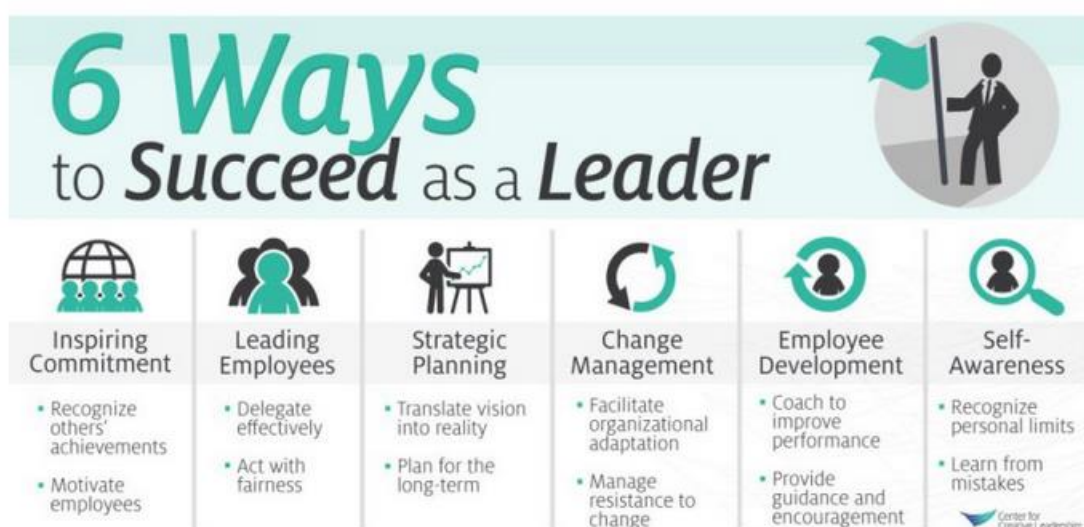 6 Ways
to Succeed as a Leader
Inspiring
Commitment
▪ Recognize
others'
achievements
▪ Motivate
employees
Leading
Employees
▪ Delegate
effectively
▪ Act with
fairness
Strategic
Planning
▪ Translate vision
into reality
▪ Plan for the
long-term
Change
Management
▪ Facilitate
organizational
adaptation
▪ Manage
resistance to
change
Employee
Development
▪ Coach to
improve
performance
▪ Provide
guidance and
encouragement
Self-
Awareness
▪ Recognize
personal limits
▪ Learn from
mistakes
Center for
Creative Leadership